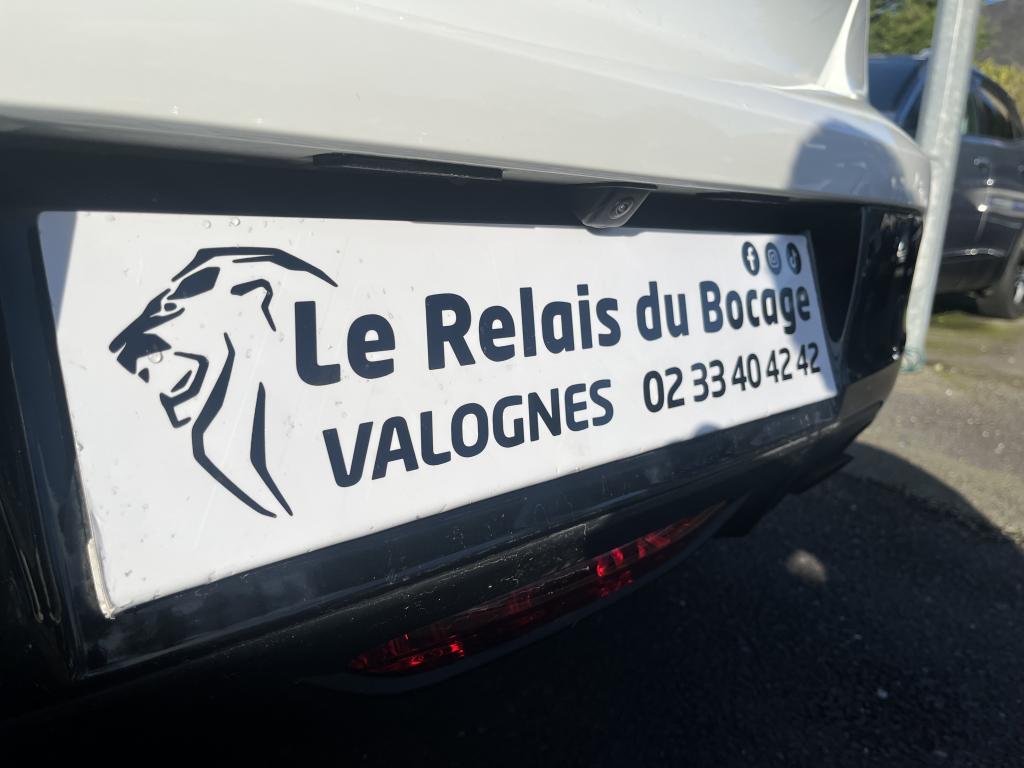 Le Relais du Bocage
VALOGNES 02 33 40 42 42